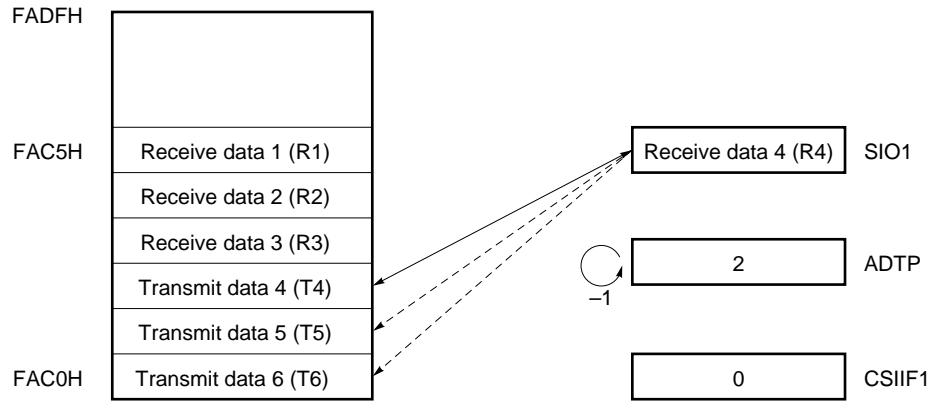 FADFH
FAC5H Receive data 1 (R1) Receive data 4 (R4) SIO1
Receive data 2 (R2)
Receive data 3 (R3) 2 ADTP
Transmit data 4 (T4) –1
Transmit data 5 (T5)
FAC0H Transmit data 6 (T6) 0 CSIIF1